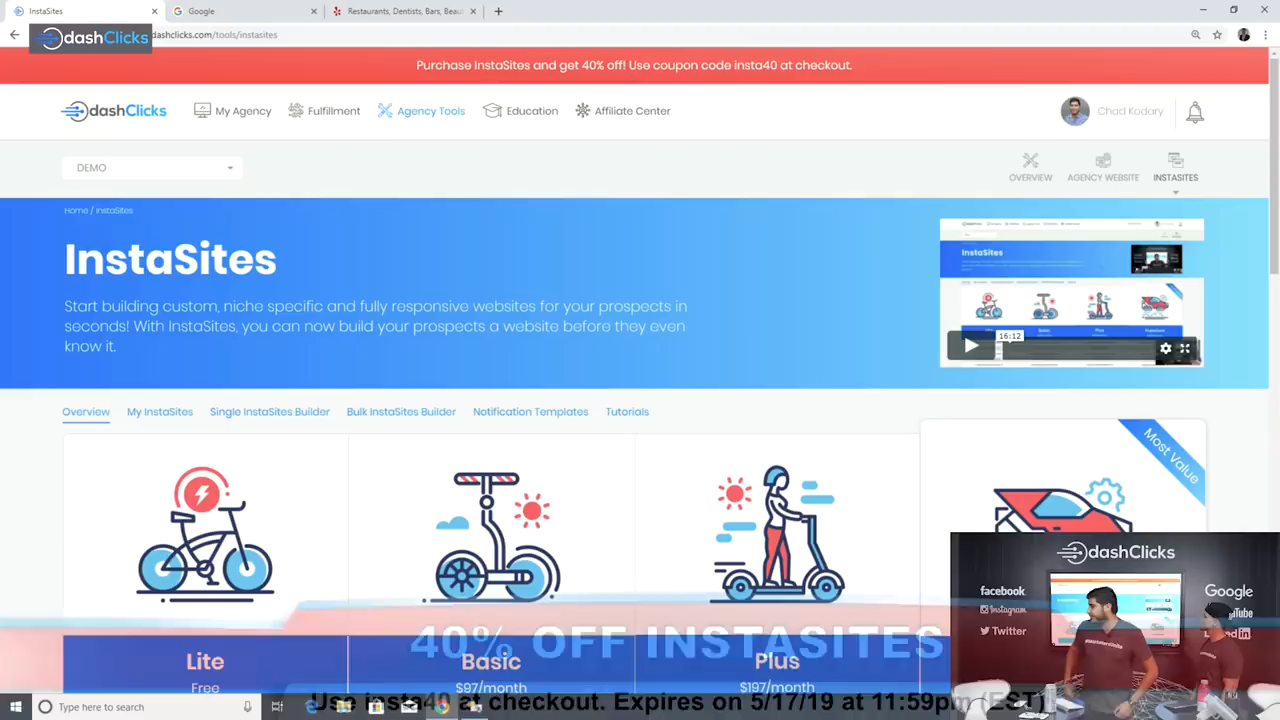 InstaSites
Google
Restaurants, Dentists, Bars, Beau
dashClicks
dashclicks.com/tools/instasites
Purchase InstaSites and get 40% off! Use coupon code insta40 at checkout.
dashClicks
My Agency
Fulfillment
Agency Tools
Education
Affiliate Center
Chad Kodary
DEMO
OVERVIEW
AGENCY WEBSITE
INSTASITES
Home / InstaSites
InstaSites
Start building custom, niche specific and fully responsive websites for your prospects in
seconds! With InstaSites, you can now build your prospects a website before they even
know it.
InstaSites
16:12
Overview
My InstaSites
Single InstaSites Builder
Bulk InstaSites Builder
Notification Templates
Tutorials
Most Value
dashClicks
facebook
Instagram
Twitter
Google
40% OFF INSTASITES
Lite
Free
Basic
$97/month
Plus
$197/month
Use insta40 at checkout. Expires on 5/17/19 at 11:59pm (EST)
Type here to search